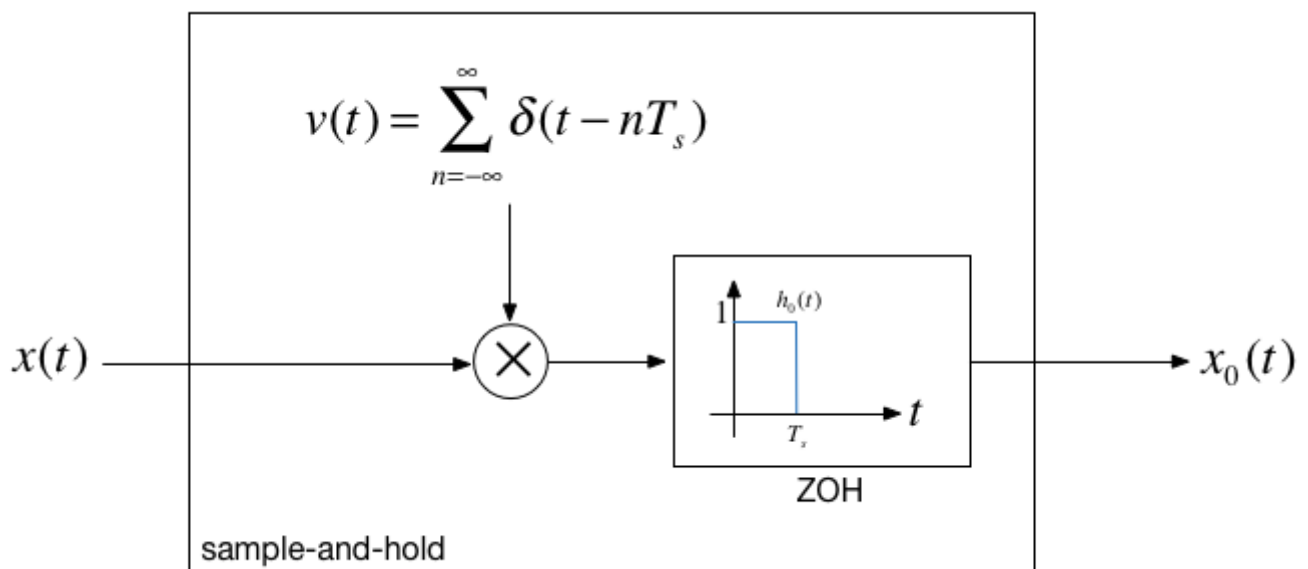 v(t) = ∑_{n=-∞}^{∞} δ(t − nT_s)
x(t)
×
1
h_0(t)
t
T_s
x_0(t)
ZOH
sample-and-hold